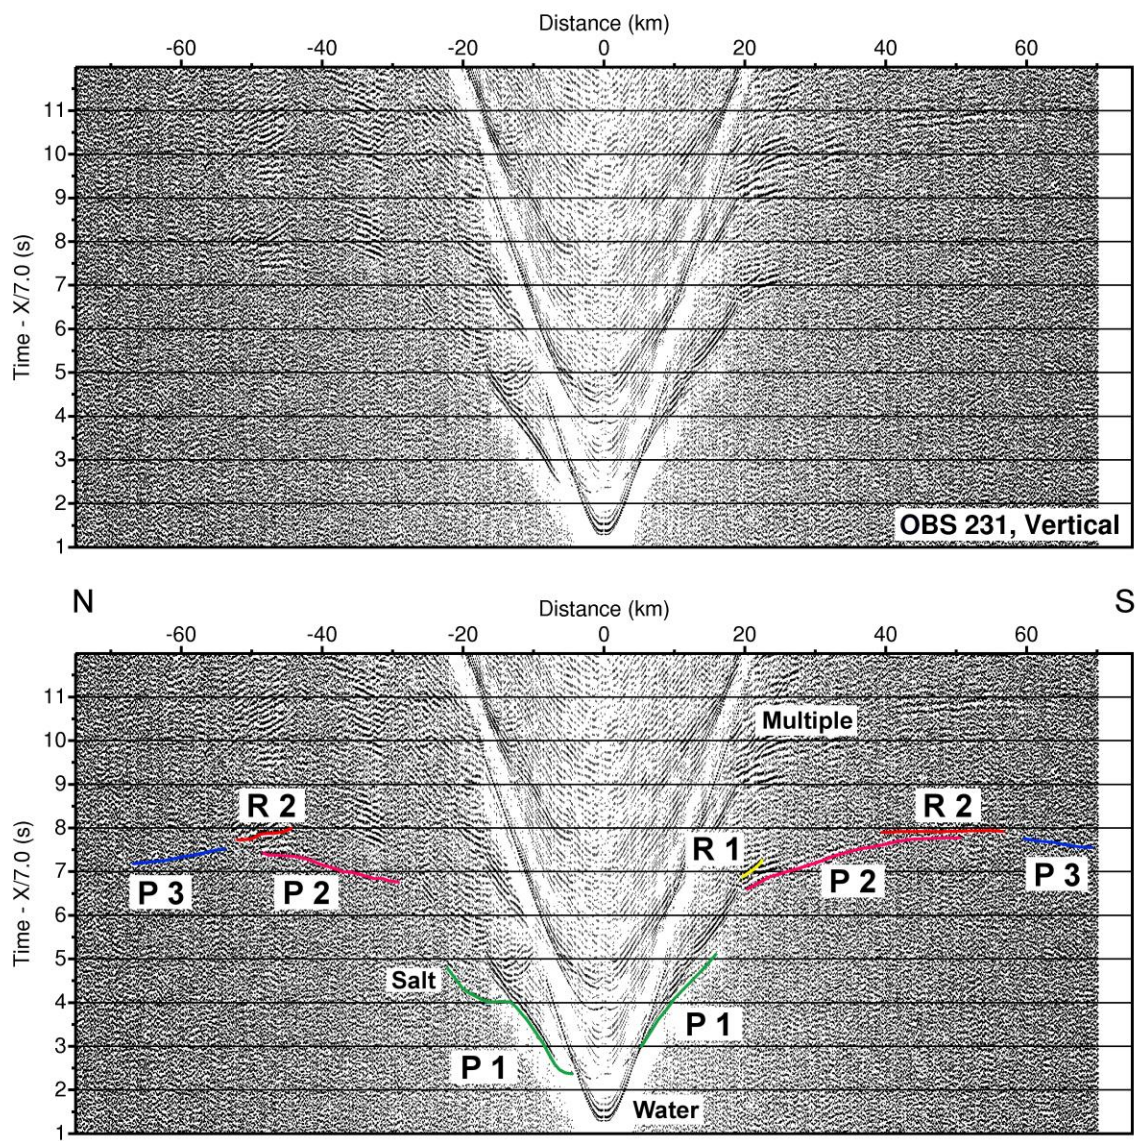 Distance (km)
-60 -40 -20 0 20 40 60
11
10
9
8
7
6
5
4
3
2
1
Time - X/7.0 (s)
OBS 231, Vertical
N
S
Distance (km)
-60 -40 -20 0 20 40 60
11
10
9
8
7
6
5
4
3
2
1
Time - X/7.0 (s)
Multiple
R 2
R 2
R 1
P 3
P 2
P 2
P 3
Salt
P 1
P 1
Water